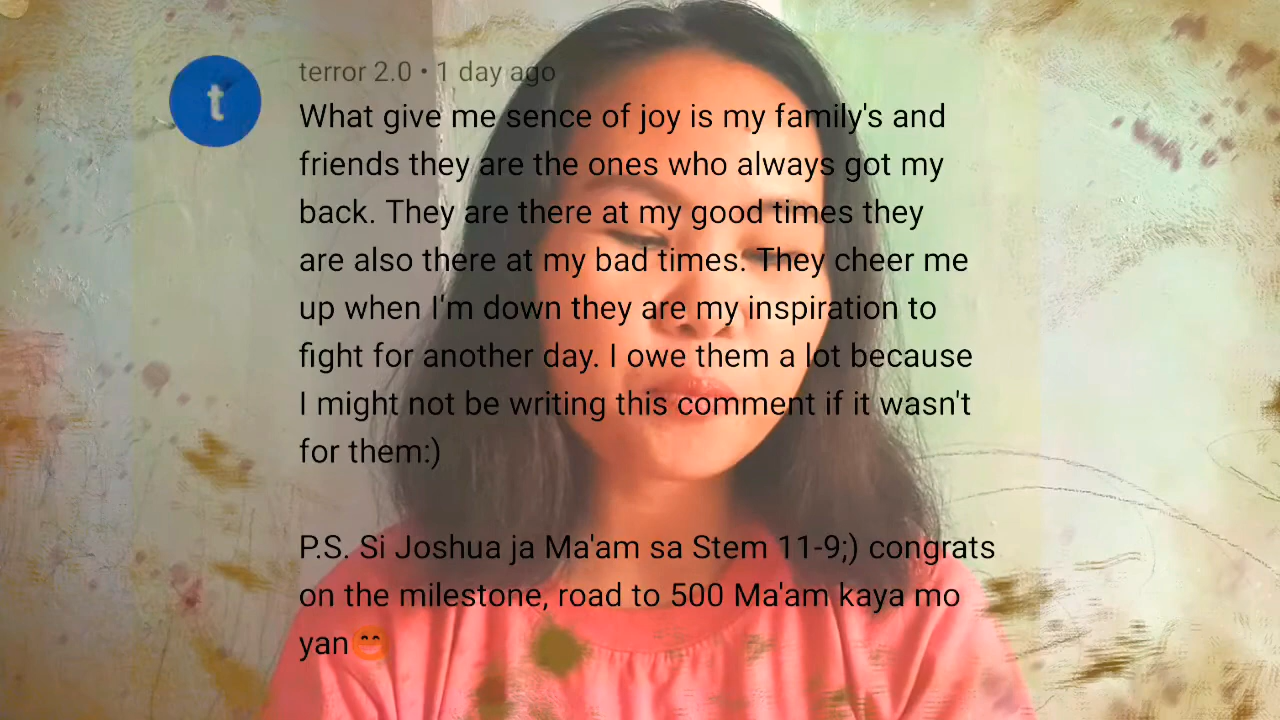 t
terror 2.0 • 1 day ago
What give me sence of joy is my family's and
friends they are the ones who always got my
back. They are there at my good times they
are also there at my bad times. They cheer me
up when I'm down they are my inspiration to
fight for another day. I owe them a lot because
I might not be writing this comment if it wasn't
for them:)
P.S. Si Joshua ja Ma'am sa Stem 11-9;) congrats
on the milestone, road to 500 Ma'am kaya mo
yan😁